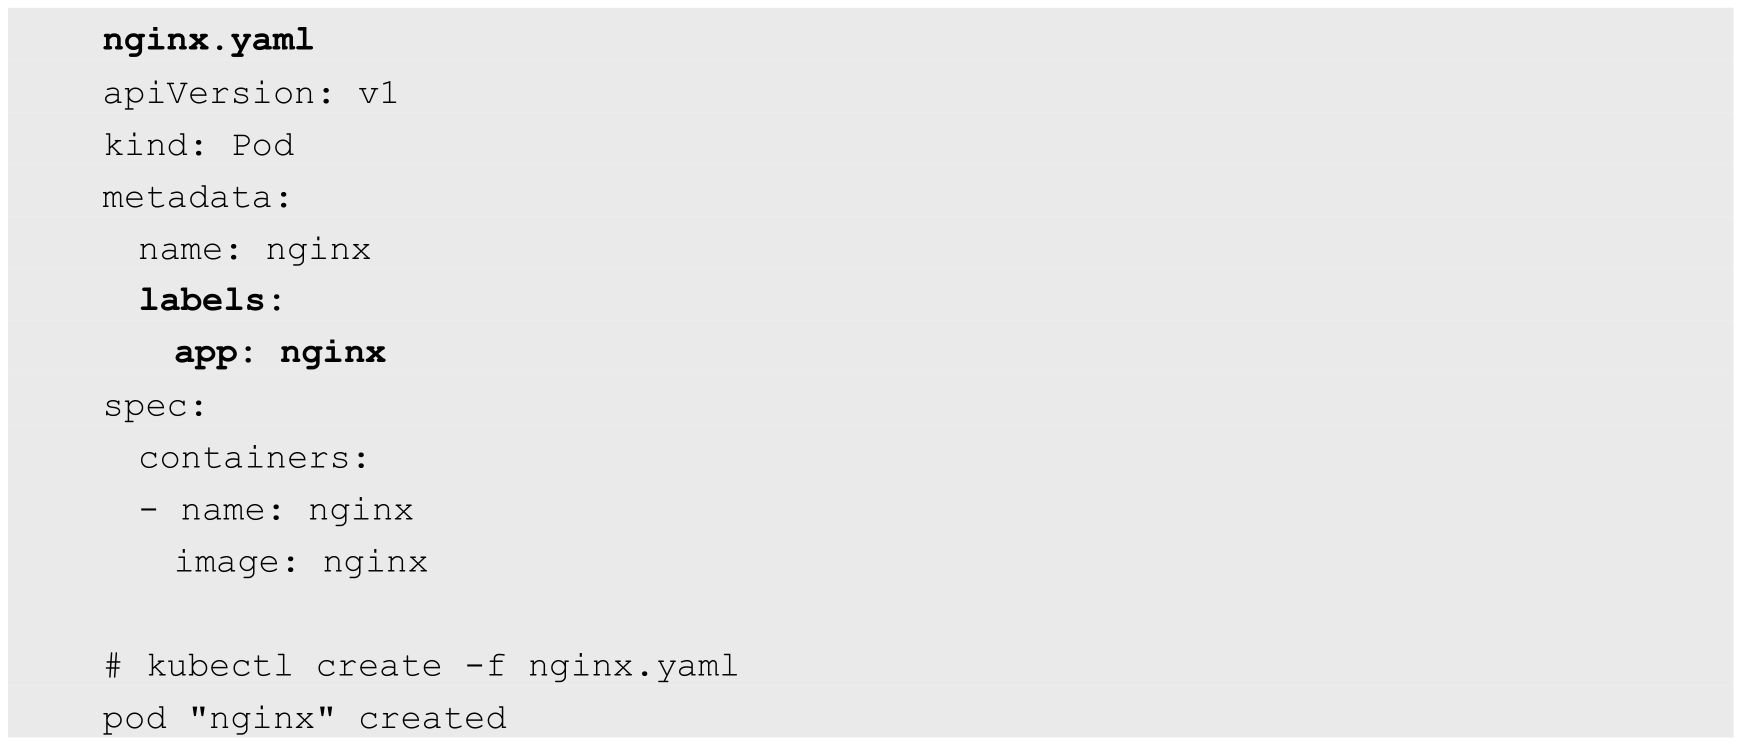 nginx.yaml
apiVersion: v1
kind: Pod
metadata:
  name: nginx
  labels:
    app: nginx
spec:
  containers:
  - name: nginx
    image: nginx

# kubectl create -f nginx.yaml
pod "nginx" created